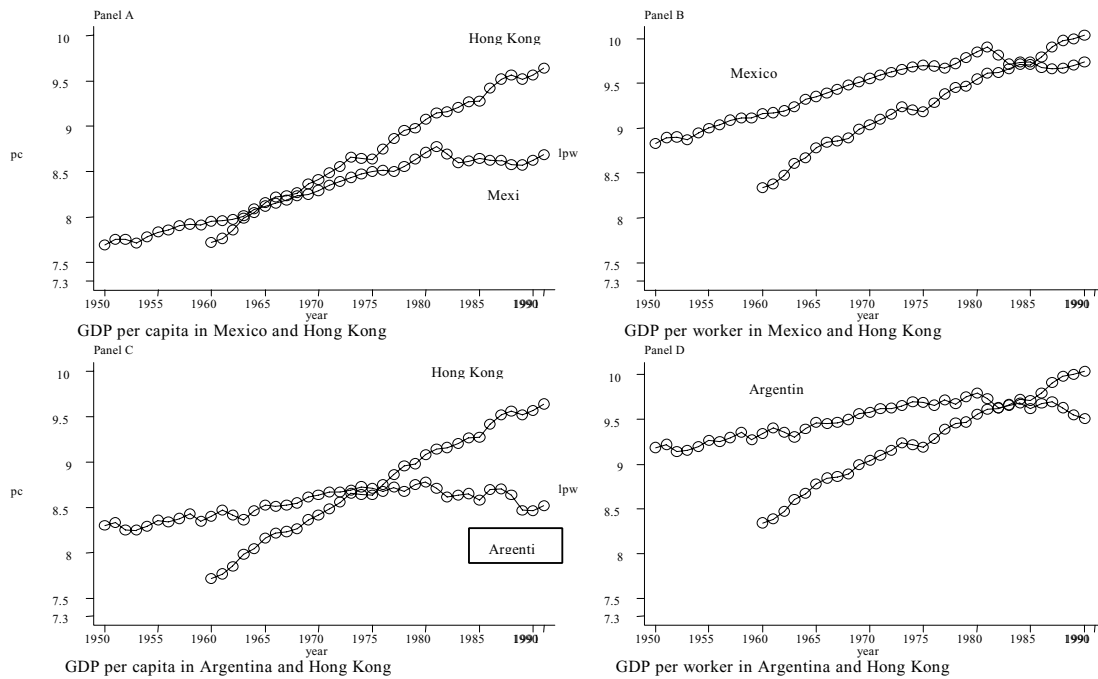 Panel A
10
Hong Kong
9.5
9
pc
8.5
Mexi
8
7.5
7.3
1950 1955 1960 1965 1970 1975 1980 1985 1990
year
GDP per capita in Mexico and Hong Kong
Panel B
10
Mexico
9.5
9
lpw
8.5
8
7.5
7.3
1950 1955 1960 1965 1970 1975 1980 1985 1990
year
GDP per worker in Mexico and Hong Kong
Panel C
10
Hong Kong
9.5
9
pc
8.5
Argenti
8
7.5
7.3
1950 1955 1960 1965 1970 1975 1980 1985 1990
year
GDP per capita in Argentina and Hong Kong
Panel D
10
Argentin
9.5
9
lpw
8.5
8
7.5
7.3
1950 1955 1960 1965 1970 1975 1980 1985 1990
year
GDP per worker in Argentina and Hong Kong